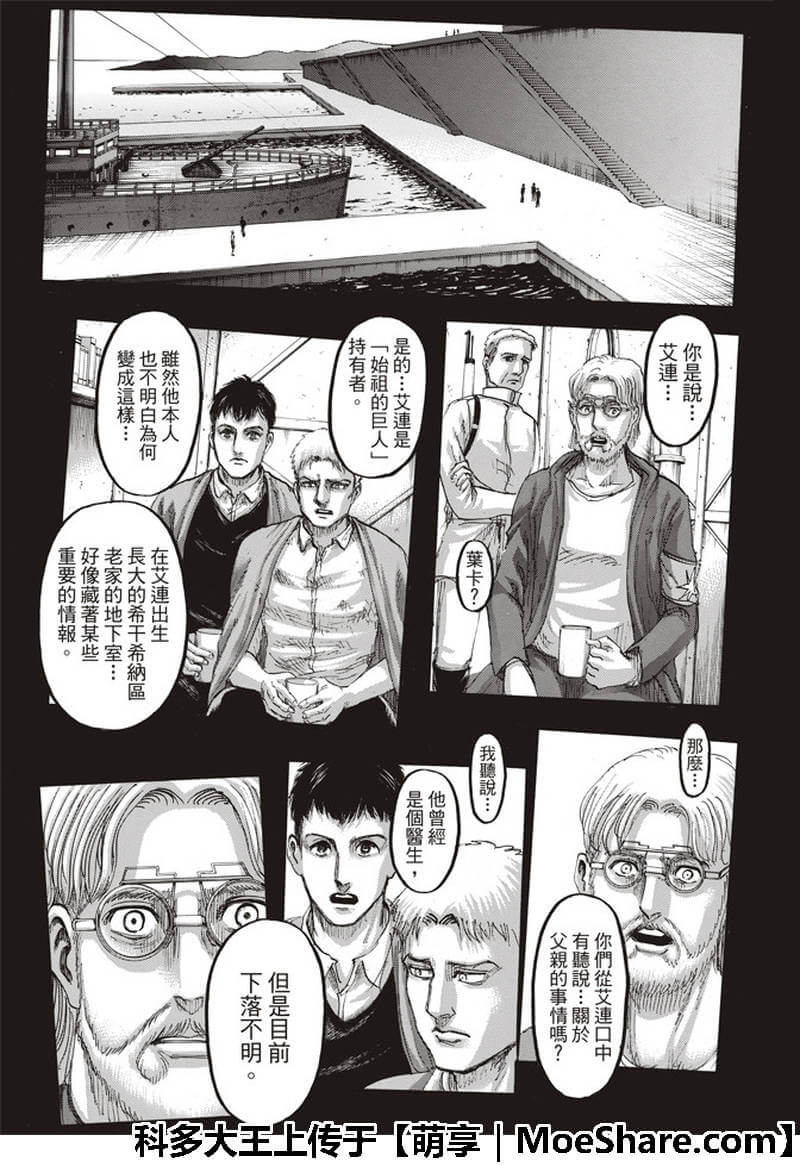 你是說…
艾連…
葉卡？
是的…艾連是
「始祖的巨人」
持有者。
雖然他本人
也不明白為何
變成這樣…
在艾連出生
長大的希干希納區
老家的地下室…
好像藏著某些
重要的情報。
那麼…
你們從艾連口中
有聽說…關於
父親的事情嗎？
我聽說…
他曾經
是個醫生，
但是目前
下落不明。
科多大王上传于【萌享|MoeShare.com】